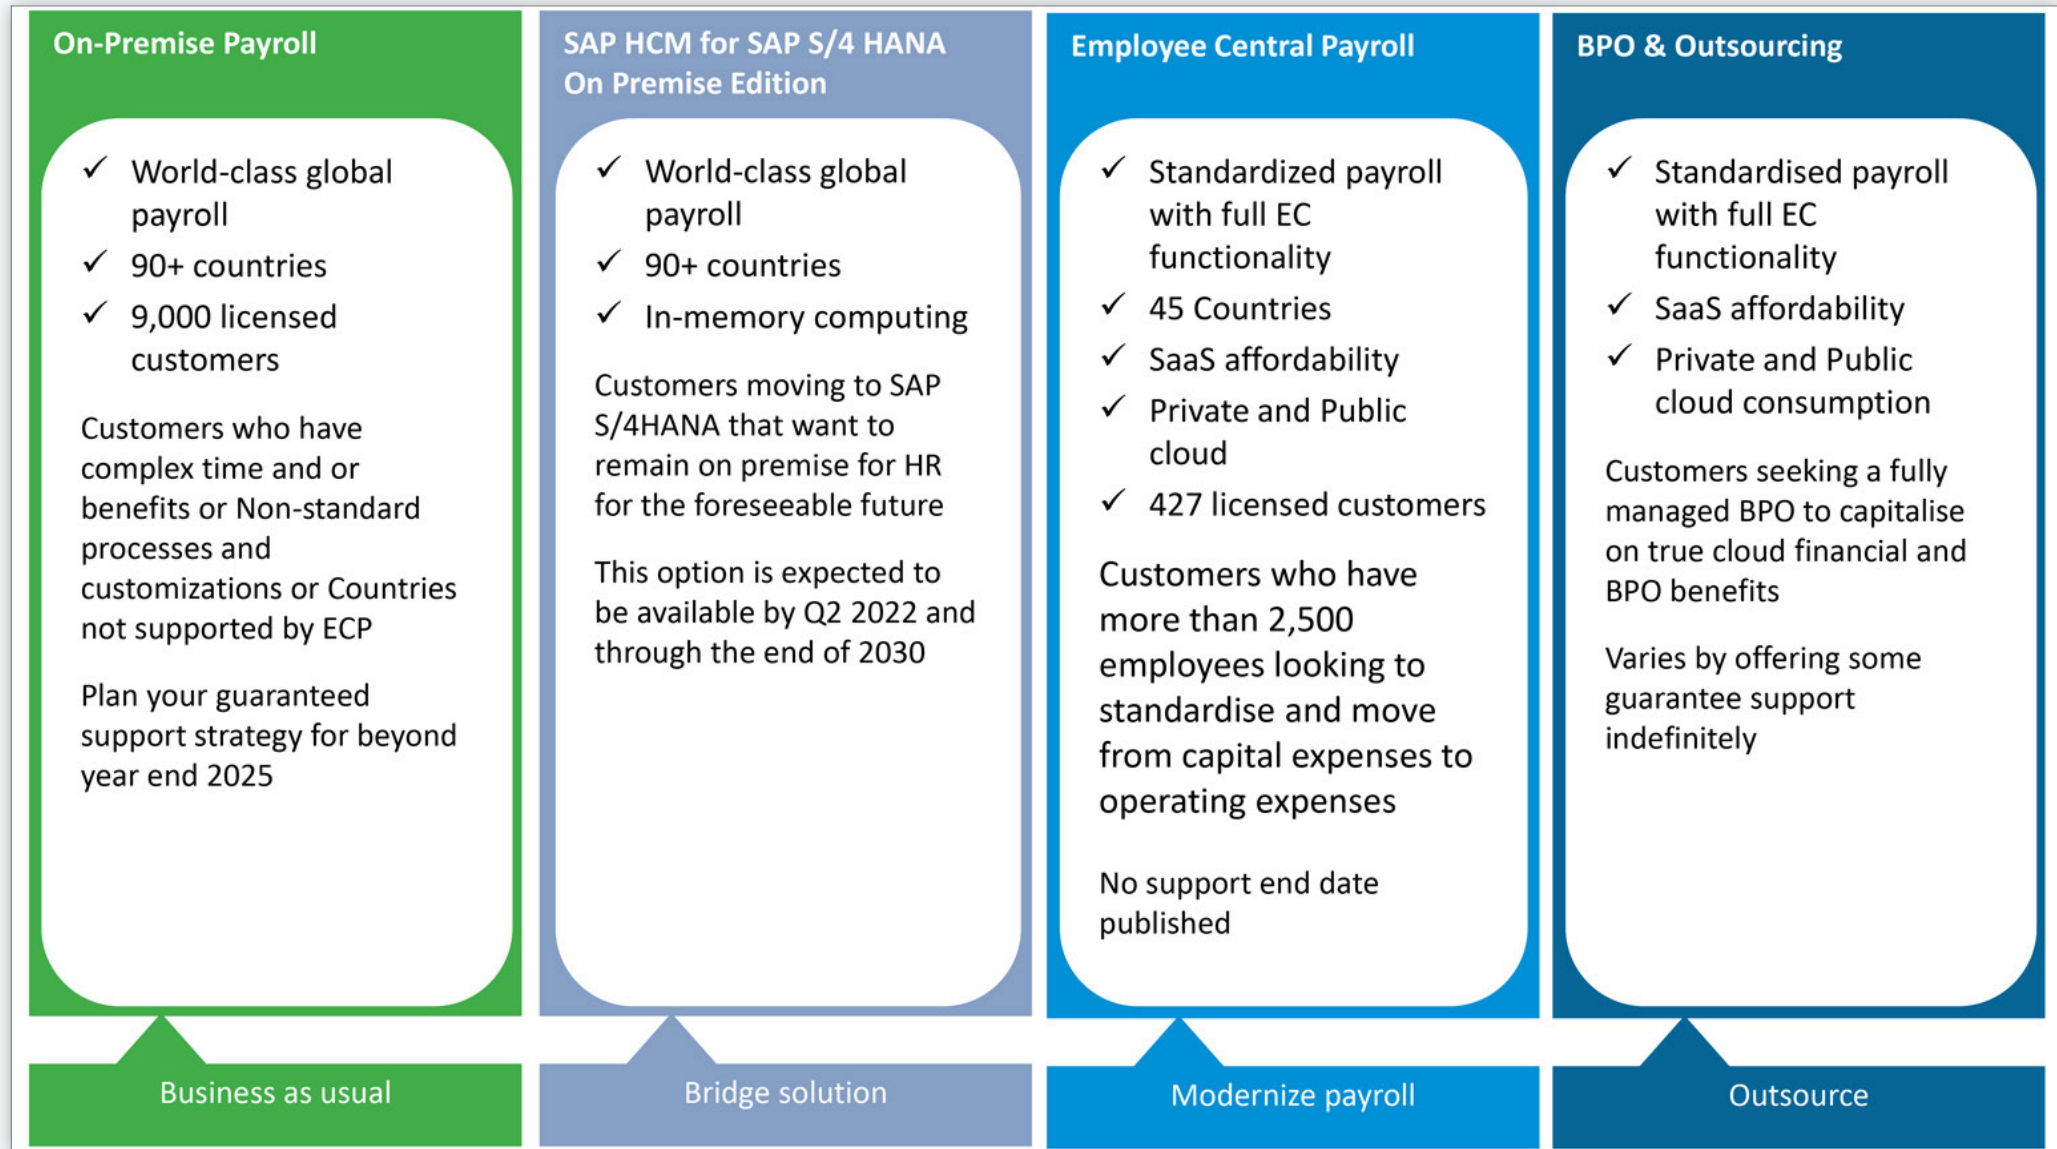 On-Premise Payroll
✓ World-class global
payroll
✓ 90+ countries
✓ 9,000 licensed
customers
Customers who have
complex time and or
benefits or Non-standard
processes and
customizations or Countries
not supported by ECP
Plan your guaranteed
support strategy for beyond
year end 2025
Business as usual
SAP HCM for SAP S/4 HANA
On Premise Edition
✓ World-class global
payroll
✓ 90+ countries
✓ In-memory computing
Customers moving to SAP
S/4HANA that want to
remain on premise for HR
for the foreseeable future
This option is expected to
be available by Q2 2022 and
through the end of 2030
Bridge solution
Employee Central Payroll
✓ Standardized payroll
with full EC
functionality
✓ 45 Countries
✓ SaaS affordability
✓ Private and Public
cloud
✓ 427 licensed customers
Customers who have
more than 2,500
employees looking to
standardise and move
from capital expenses to
operating expenses
No support end date
published
Modernize payroll
BPO & Outsourcing
✓ Standardised payroll
with full EC
functionality
✓ SaaS affordability
✓ Private and Public
cloud consumption
Customers seeking a fully
managed BPO to capitalise
on true cloud financial and
BPO benefits
Varies by offering some
guarantee support
indefinitely
Outsource